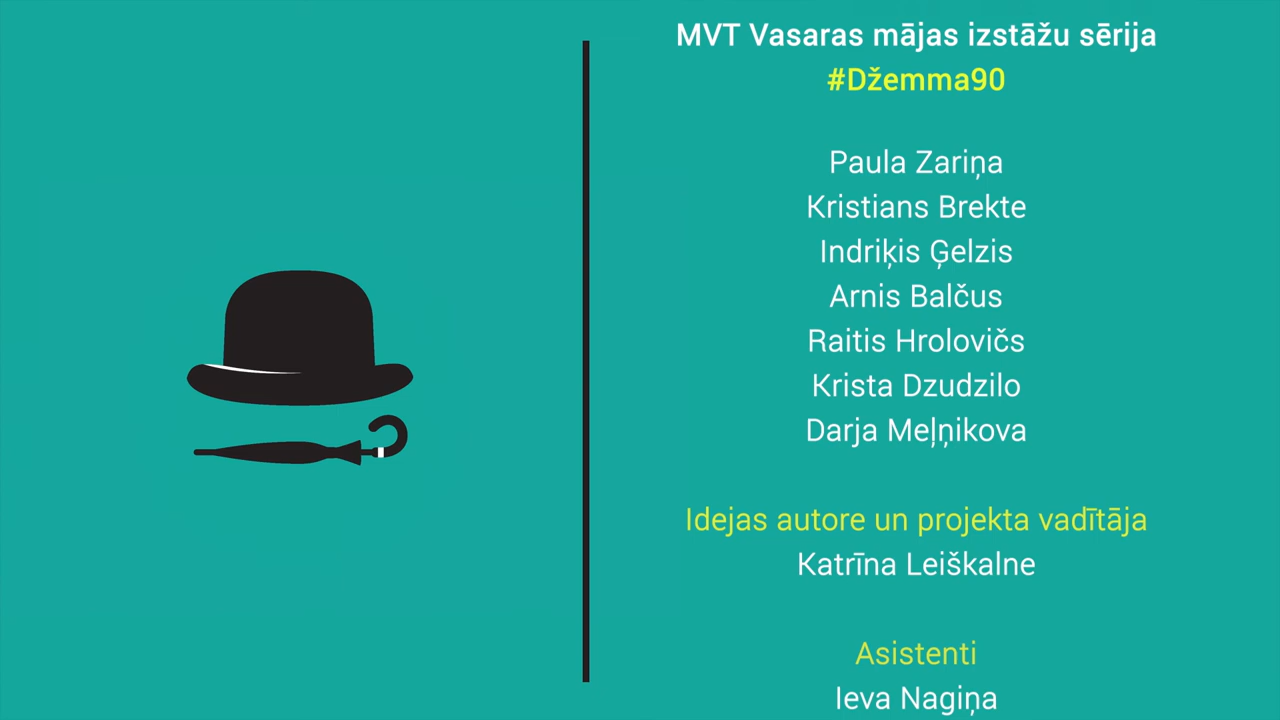 MVT Vasaras mājas izstāžu sērija
#Džemma90
Paula Zariņa
Kristians Brekte
Indriķis Ģelzis
Arnis Balčus
Raitis Hrolovičs
Krista Dzudzilo
Darja Meļņikova
Idejas autore un projekta vadītāja
Katrīna Leiškalne
Asistenti
Ieva Nagiņa